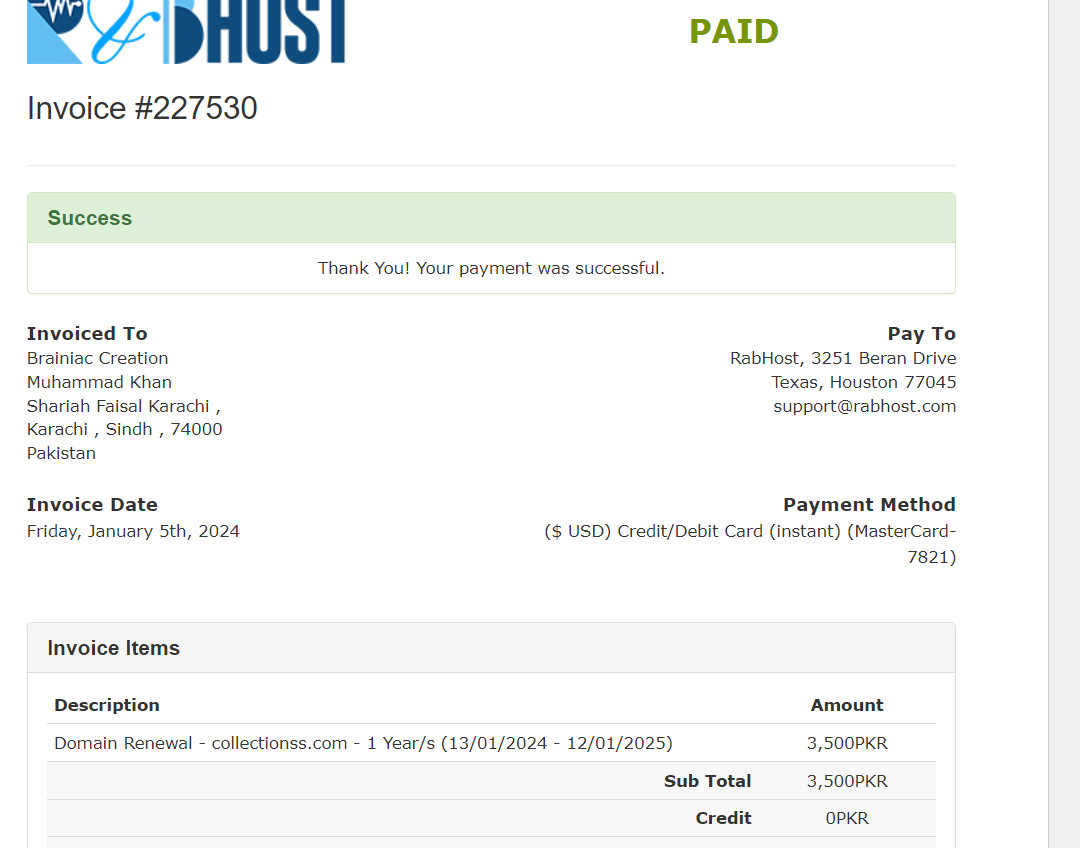 PAID
Invoice #227530
Success
Thank You! Your payment was successful.
Invoiced To
Brainiac Creation
Muhammad Khan
Shariah Faisal Karachi ,
Karachi , Sindh , 74000
Pakistan
Pay To
RabHost, 3251 Beran Drive
Texas, Houston 77045
support@rabhost.com
Invoice Date
Friday, January 5th, 2024
Payment Method
($ USD) Credit/Debit Card (instant) (MasterCard-
7821)
Invoice Items
Description Amount
Domain Renewal - collectionss.com - 1 Year/s (13/01/2024 - 12/01/2025) 3,500PKR
Sub Total 3,500PKR
Credit 0PKR